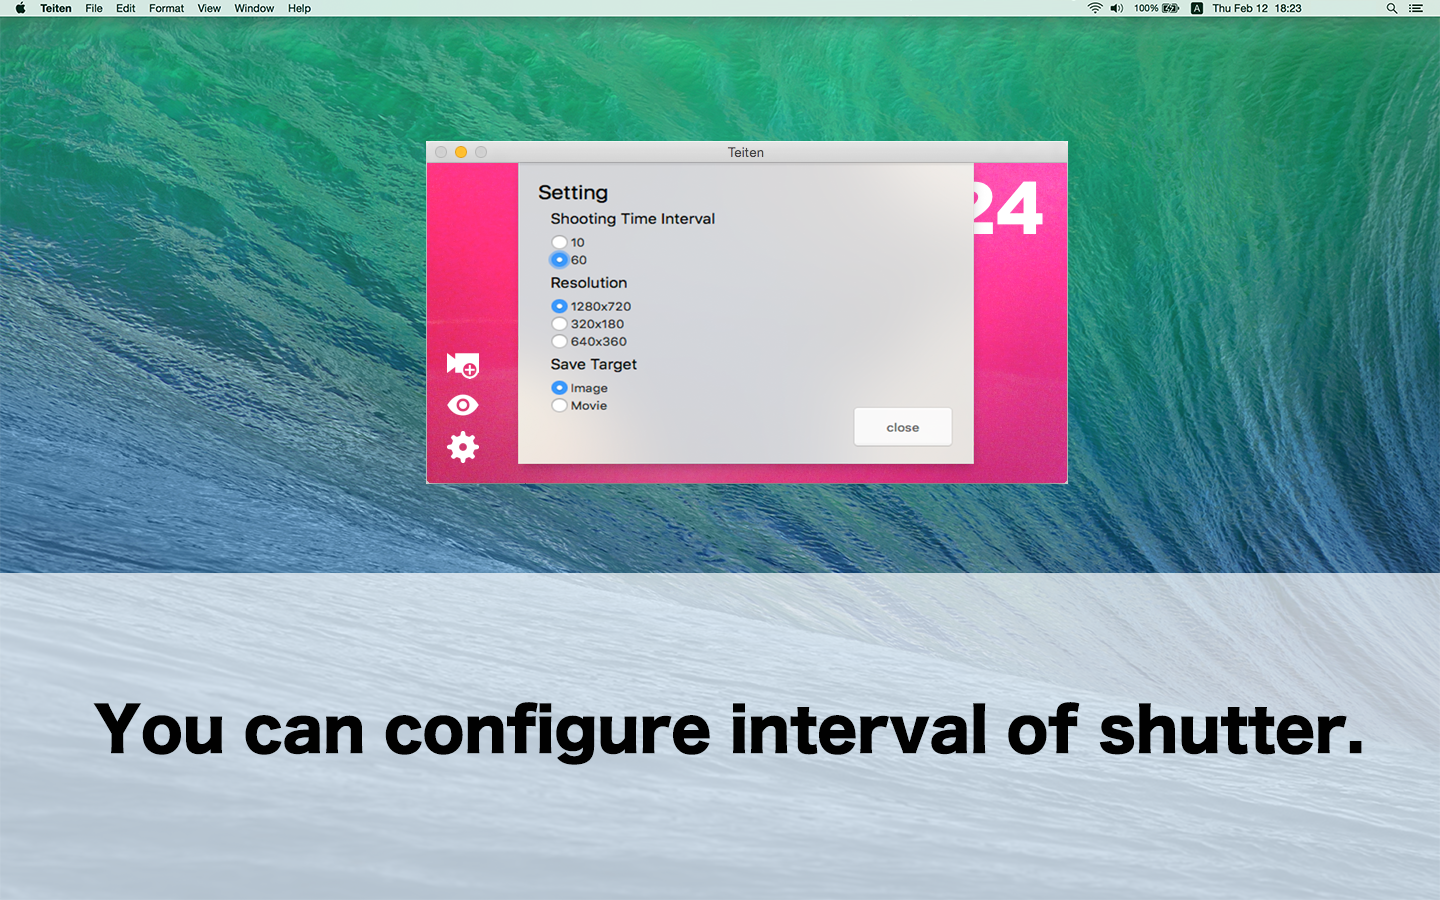 Teiten File Edit Format View Window Help 100% A Thu Feb 12 18:23
Teiten
24
Setting
Shooting Time Interval
10
60
Resolution
1280x720
320x180
640x360
Save Target
Image
Movie
close
You can configure interval of shutter.